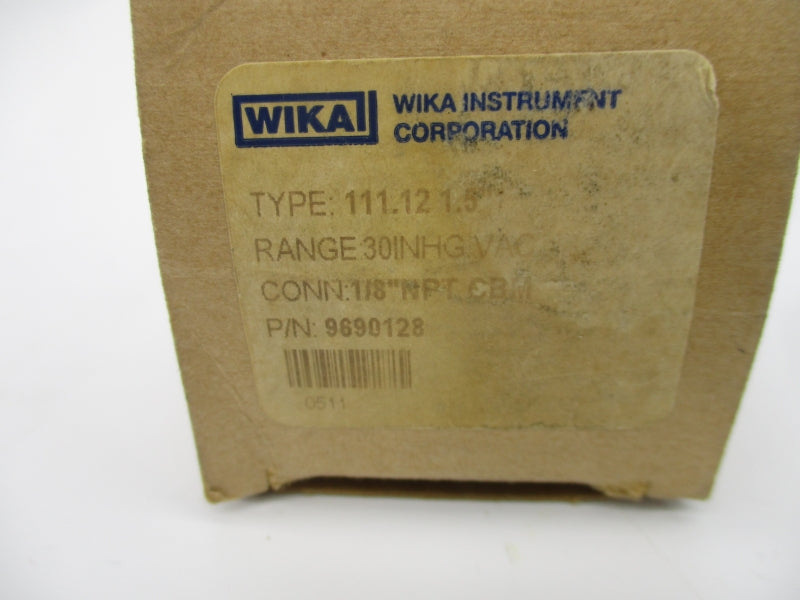 WIKA
WIKA INSTRUMENT
CORPORATION
TYPE: 111.12 1.5"
RANGE:30INHG VAC
CONN:1/8"NPT CBM
P/N: 9690128
0511